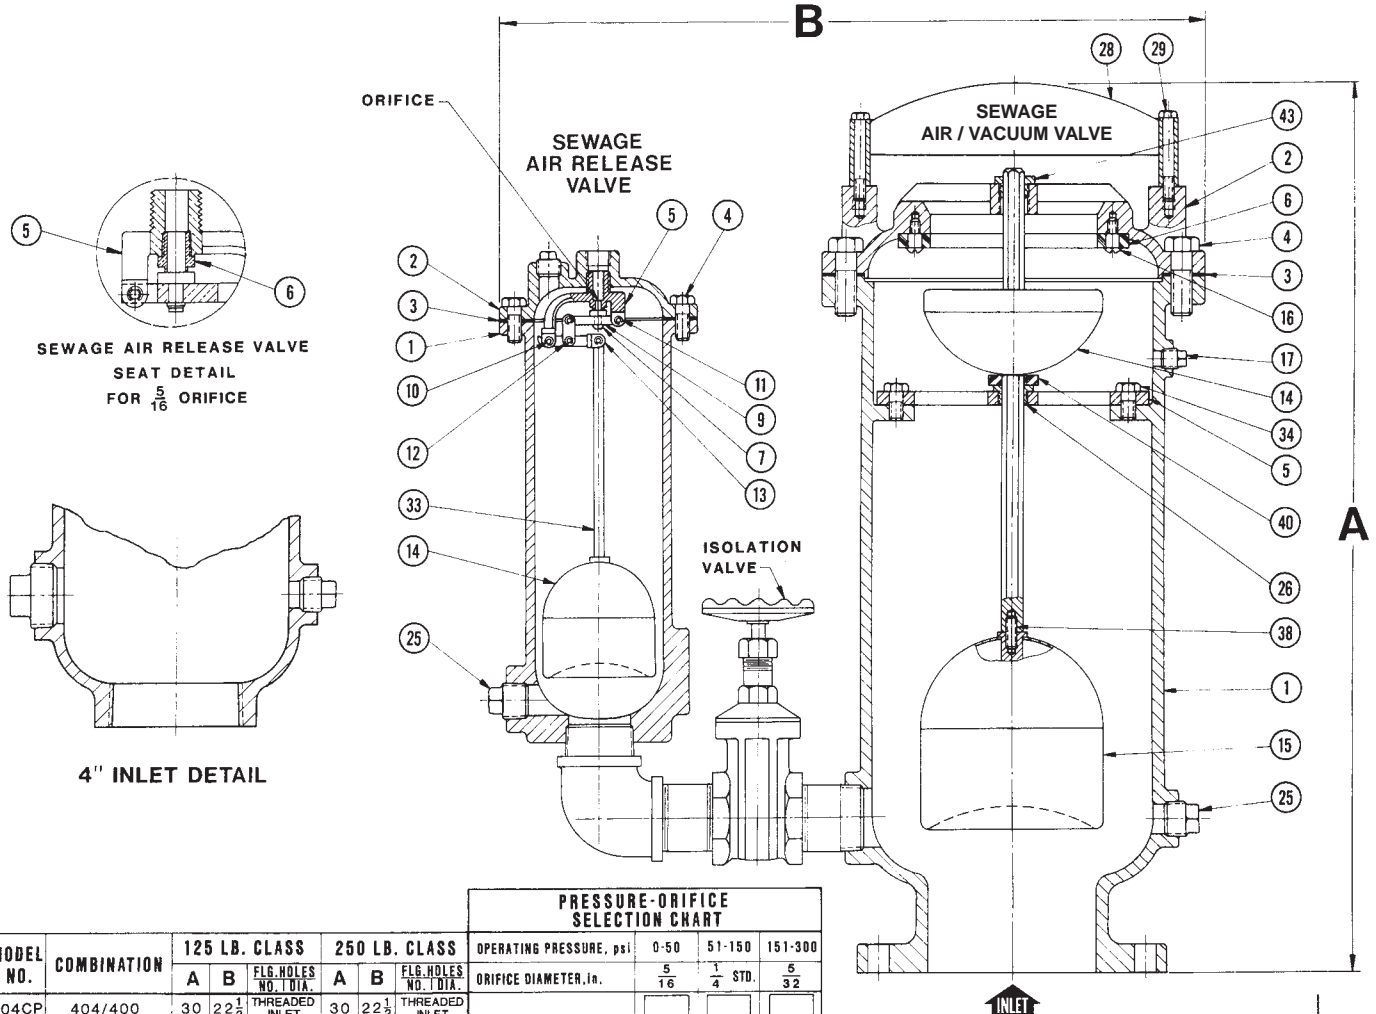 B
28
29
ORIFICE
SEWAGE
AIR / VACUUM VALVE
43
SEWAGE
AIR RELEASE
VALVE
2
5
4
6
5
2
4
3
3
6
1
16
SEWAGE AIR RELEASE VALVE
SEAT DETAIL
FOR 5/16 ORIFICE
17
10
11
14
9
34
12
7
5
13
33
40
A
14
ISOLATION
VALVE
26
25
38
1
15
4" INLET DETAIL
25
PRESSURE-ORIFICE
SELECTION CHART
OPERATING PRESSURE, psi 0-50 51-150 151-300
ORIFICE DIAMETER, in. 5/16 1/4 STD. 5/32
MODEL NO. COMBINATION 125 LB. CLASS 250 LB. CLASS
A B FLG.HOLES NO. DIA. A B FLG.HOLES NO. DIA.
04CP 404/400 30 22 1/2 THREADED INLET 30 22 1/2 THREADED INLET
INLET